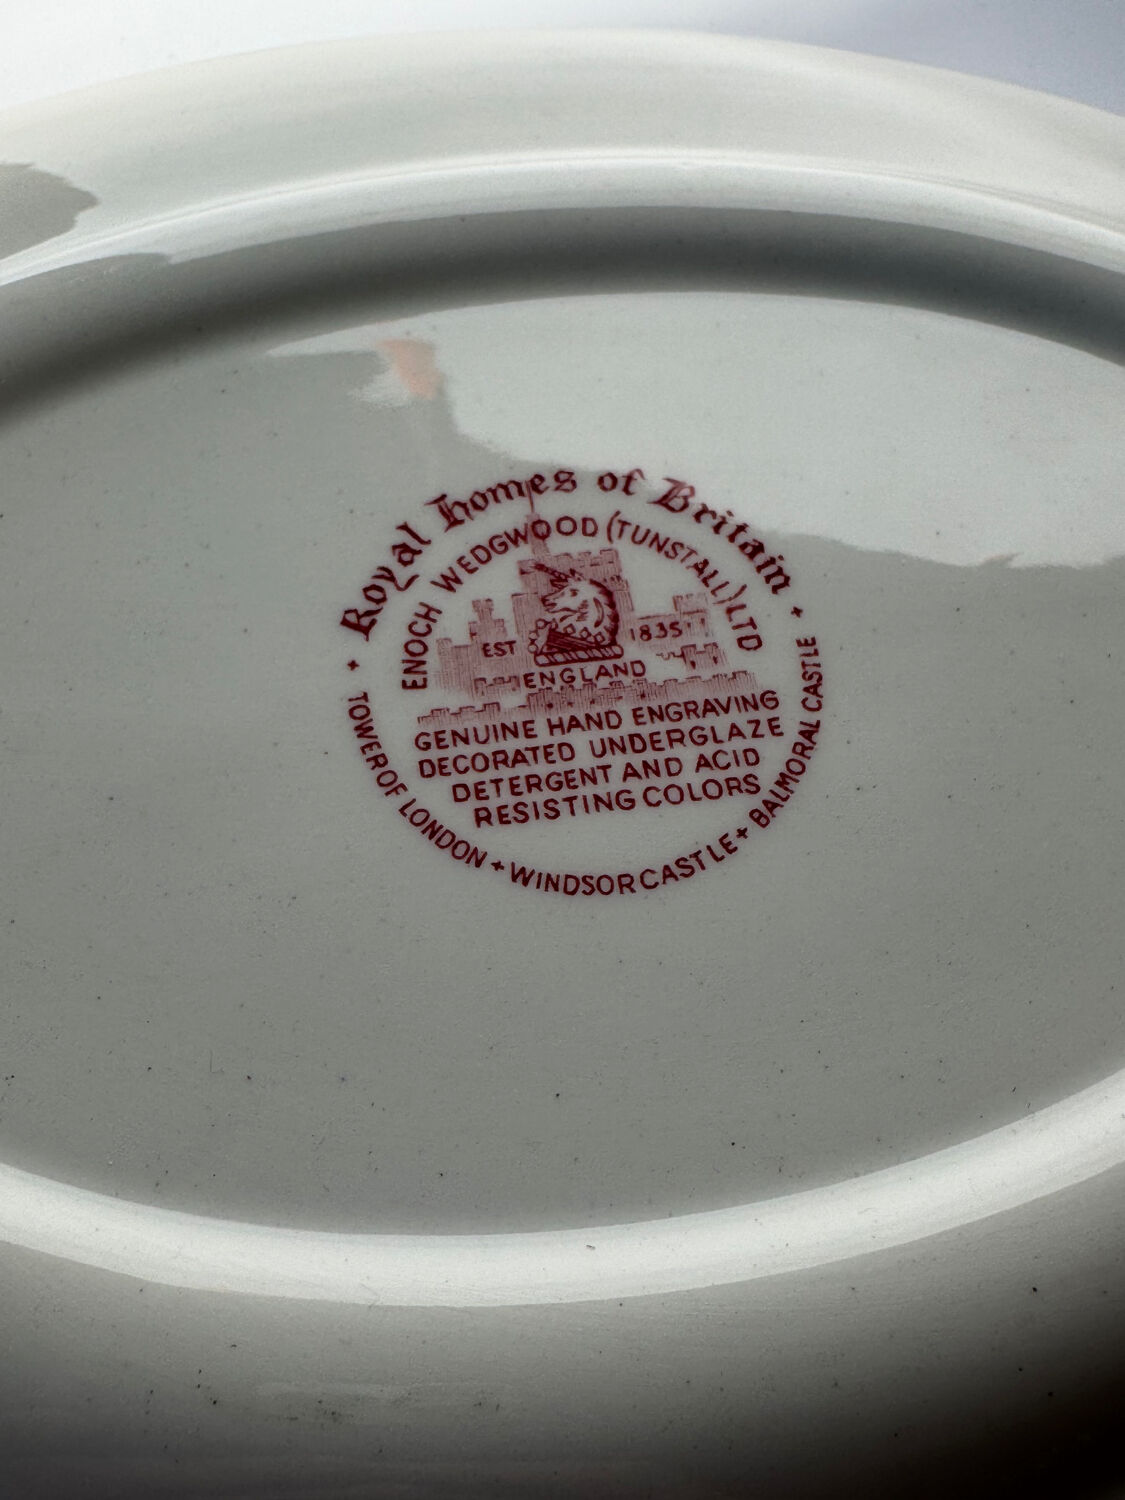 Royal homes of Britain
ENOCH WEDGWOOD (TUNSTALL) LTD
EST 1835
ENGLAND
GENUINE HAND ENGRAVING
DECORATED UNDERGLAZE
DETERGENT AND ACID
RESISTING COLORS
TOWER OF LONDON + WINDSOR CASTLE + BALMORAL CASTLE